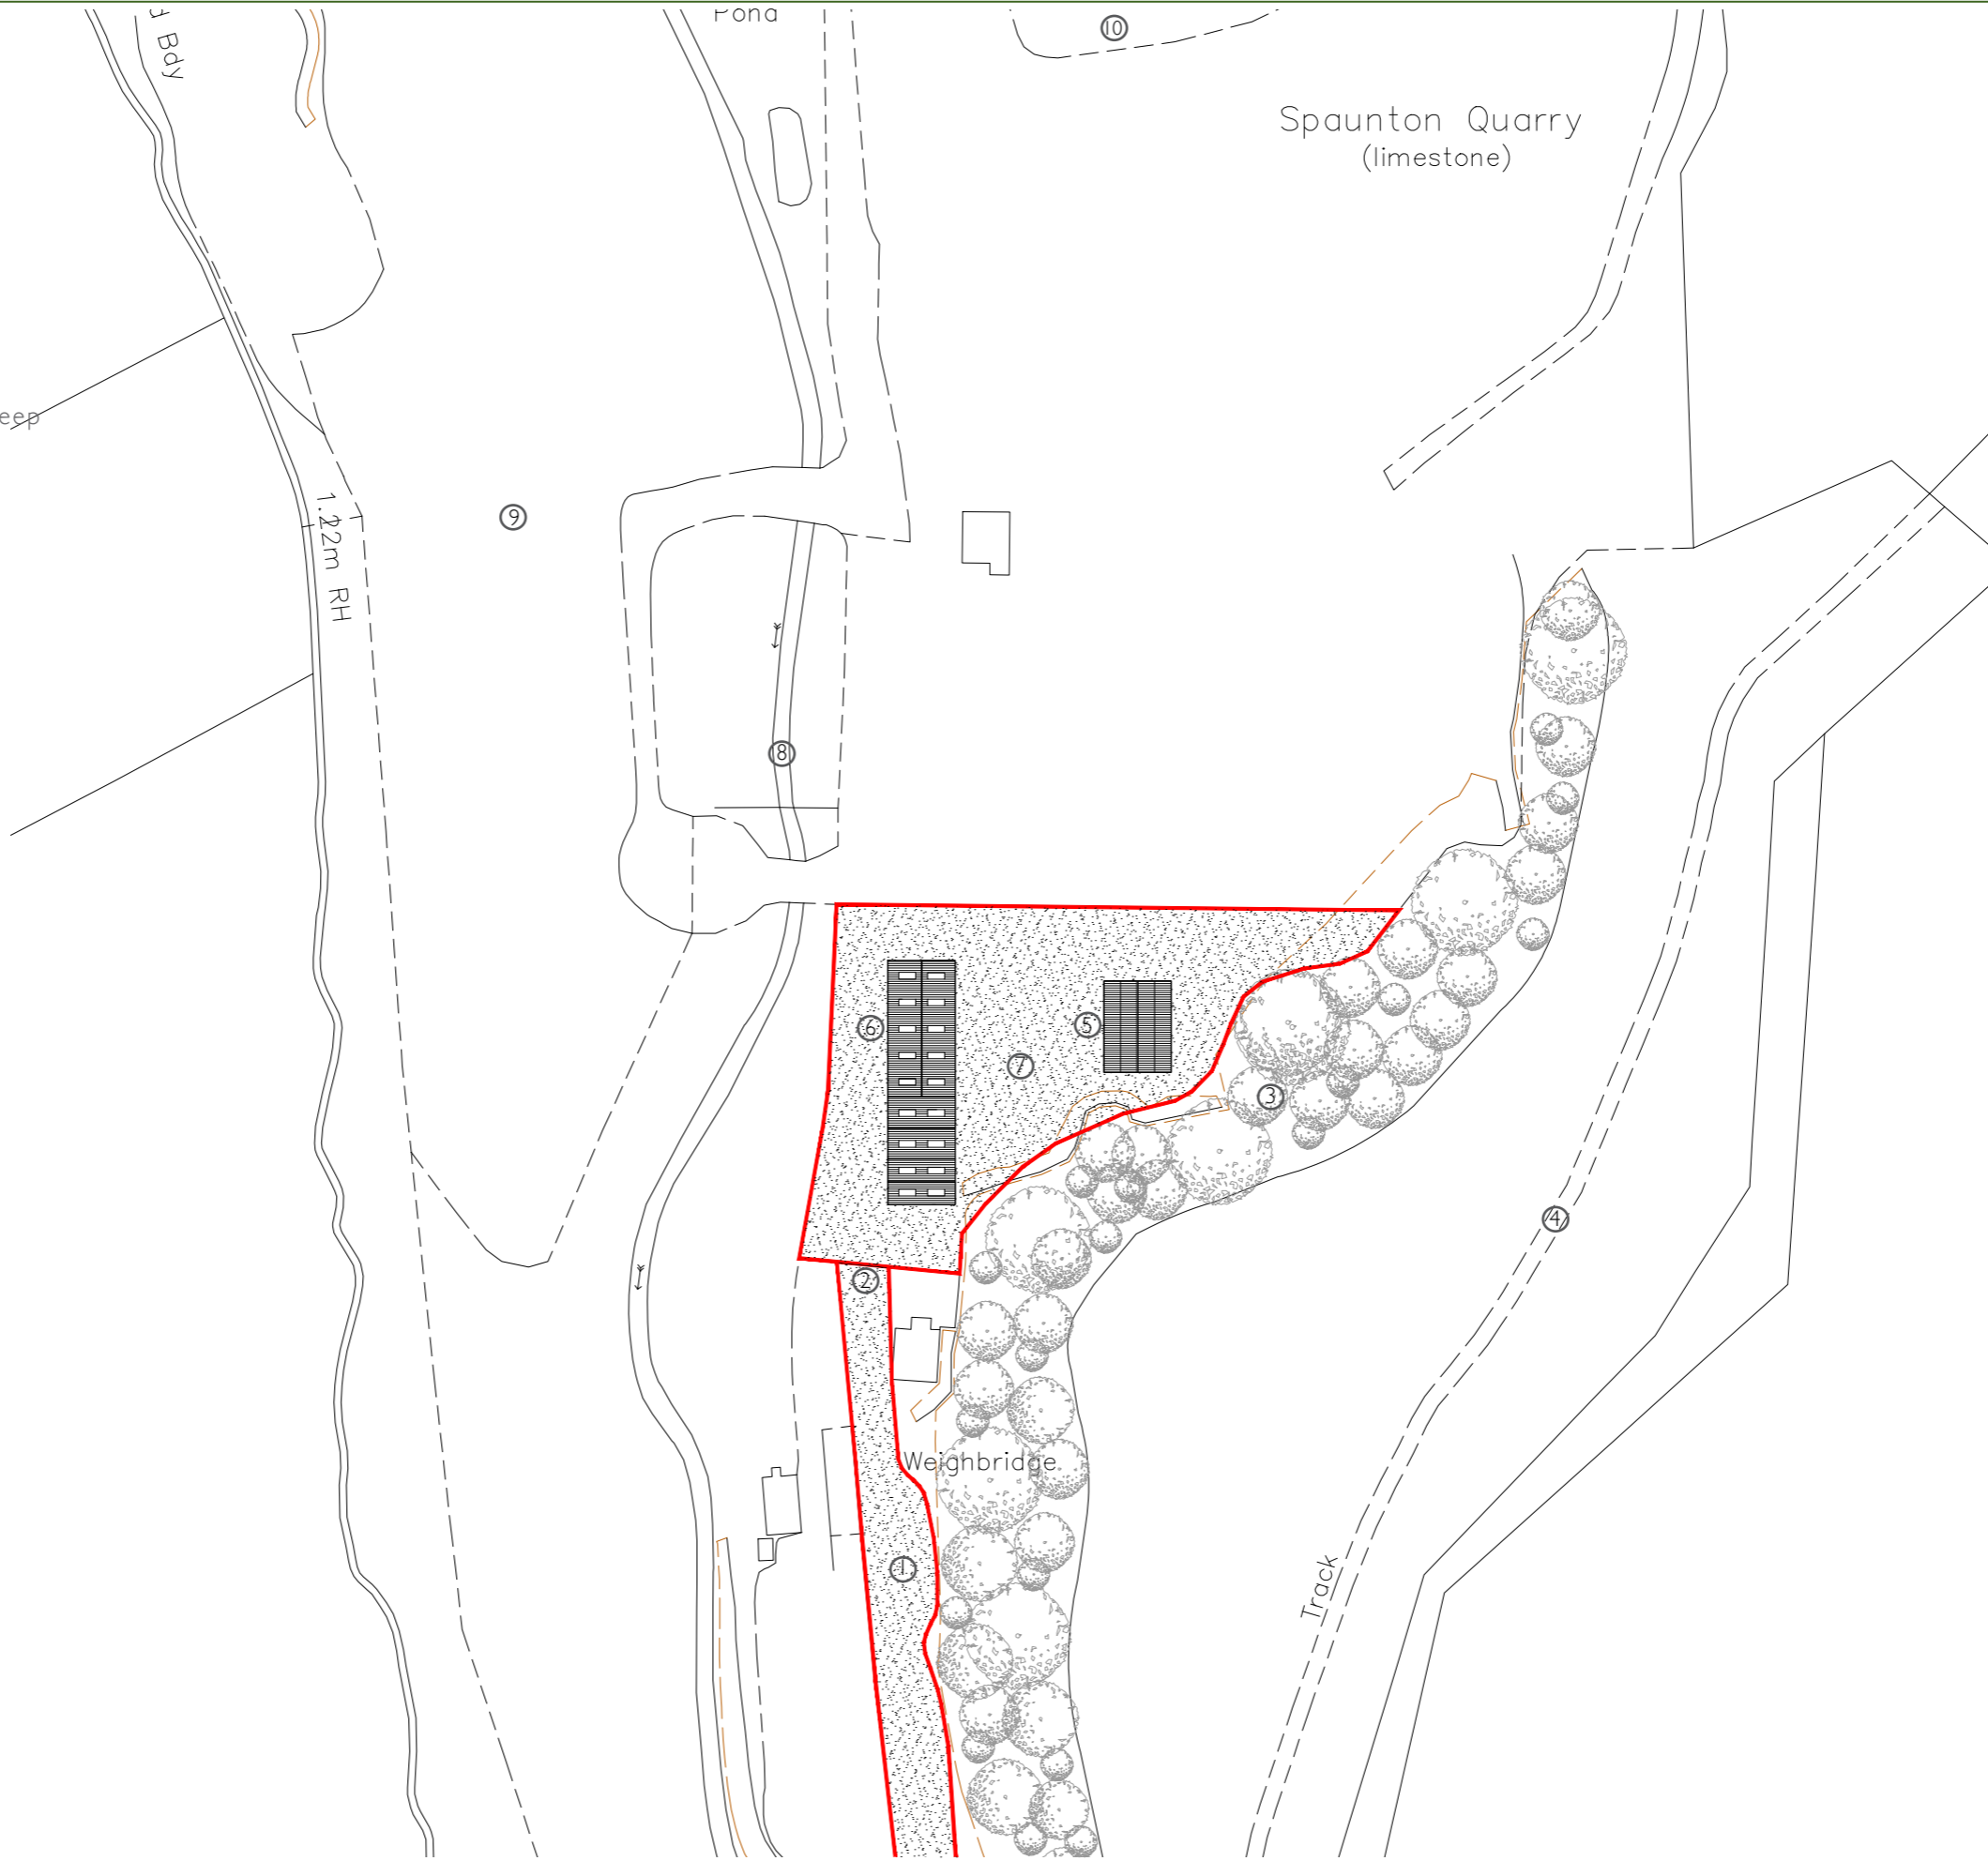 d Bdy
Pond
10
Spaunton Quarry
(limestone)
eep
1.22m RH
9
8
6
5
7
3
4
2
Weighbridge
1
Track